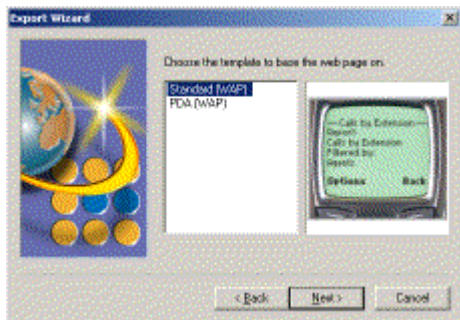 Export Wizard
Choose the template to base the web page on.
Standard (WAP)
PDA (WAP)
Calls by Extension
Report
Calls by Extension
Filtered by:
Agents
Options Back
< Back Next > Cancel